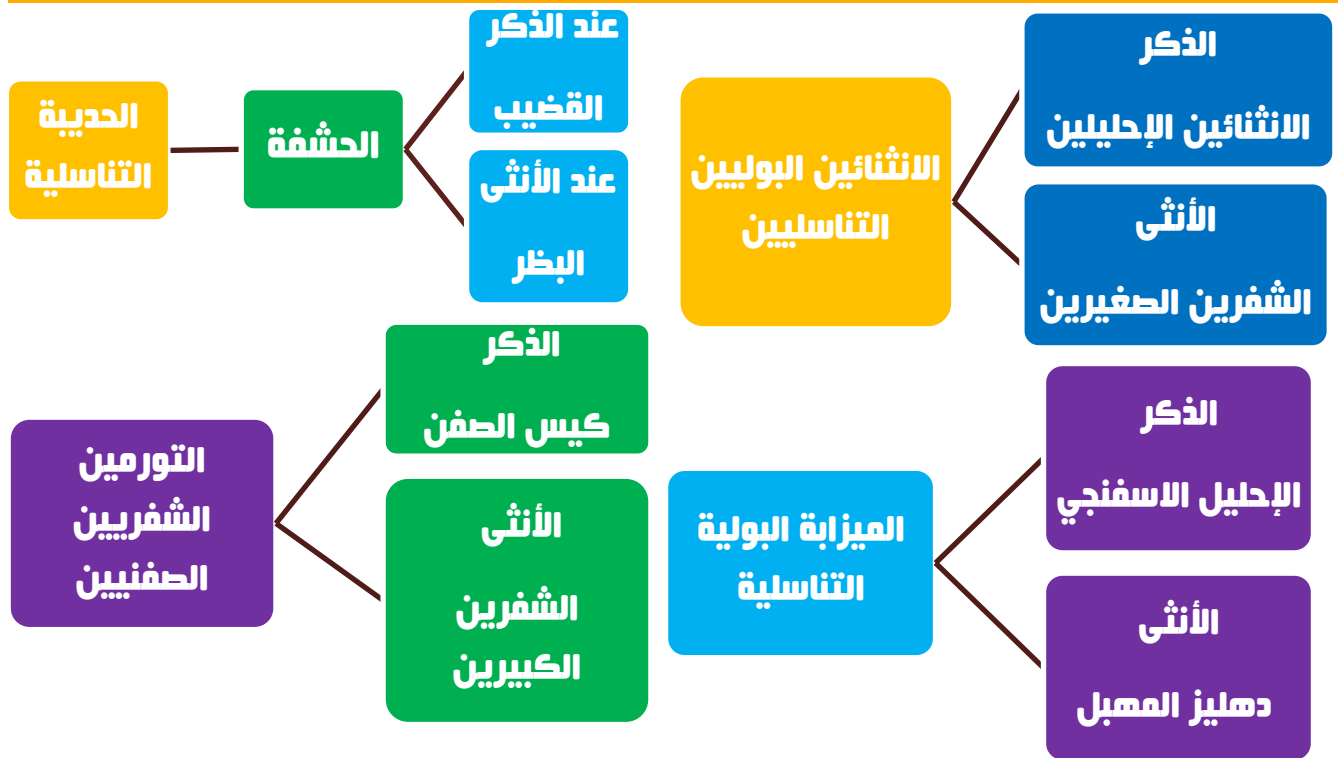 الحديبة
التناسلية
الحشفة
عند الذكر
القضيب
عند الأنثى
البظر
الانثنائين البوليين
التناسليين
الذكر
الانثنائين الإحليلين
الأنثى
الشفرين الصغيرين
التورمين
الشفريين
الصفنيين
الذكر
كيس الصفن
الأنثى
الشفرين
الكبيرين
الميزابة البولية
التناسلية
الذكر
الإحليل الاسفنجي
الأنثى
دهليز المهبل